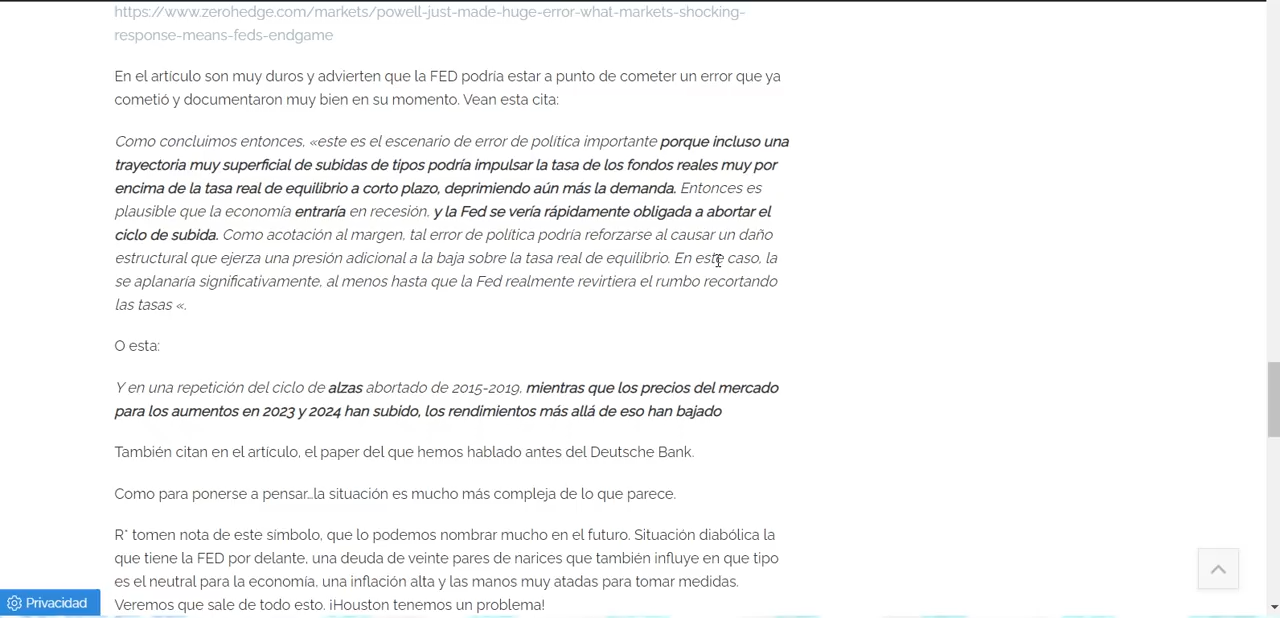 https://www.zerohedge.com/markets/powell-just-made-huge-error-what-markets-shocking-
response-means-feds-endgame
En el artículo son muy duros y advierten que la FED podría estar a punto de cometer un error que ya
cometió y documentaron muy bien en su momento. Vean esta cita:
Como concluimos entonces, «este es el escenario de error de política importante porque incluso una
trayectoria muy superficial de subidas de tipos podría impulsar la tasa de los fondos reales muy por
encima de la tasa real de equilibrio a corto plazo, deprimiendo aún más la demanda. Entonces es
plausible que la economía entraría en recesión, y la Fed se vería rápidamente obligada a abortar el
ciclo de subida. Como acotación al margen, tal error de política podría reforzarse al causar un daño
estructural que ejerza una presión adicional a la baja sobre la tasa real de equilibrio. En este caso, la
se aplanaría significativamente, al menos hasta que la Fed realmente revirtiera el rumbo recortando
las tasas «.
O esta:
Y en una repetición del ciclo de alzas abortado de 2015-2019, mientras que los precios del mercado
para los aumentos en 2023 y 2024 han subido, los rendimientos más allá de eso han bajado
También citan en el artículo, el paper del que hemos hablado antes del Deutsche Bank.
Como para ponerse a pensar...la situación es mucho más compleja de lo que parece.
R* tomen nota de este símbolo, que lo podemos nombrar mucho en el futuro. Situación diabólica la
que tiene la FED por delante, una deuda de veinte pares de narices que también influye en que tipo
es el neutral para la economía, una inflación alta y las manos muy atadas para tomar medidas.
Veremos que sale de todo esto. ¡Houston tenemos un problema!
Privacidad